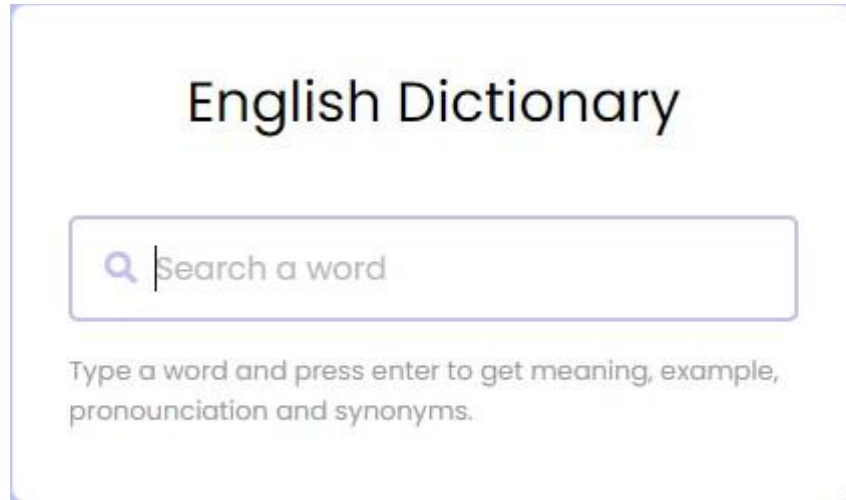 English Dictionary
Search a word
Type a word and press enter to get meaning, example,
pronounciation and synonyms.